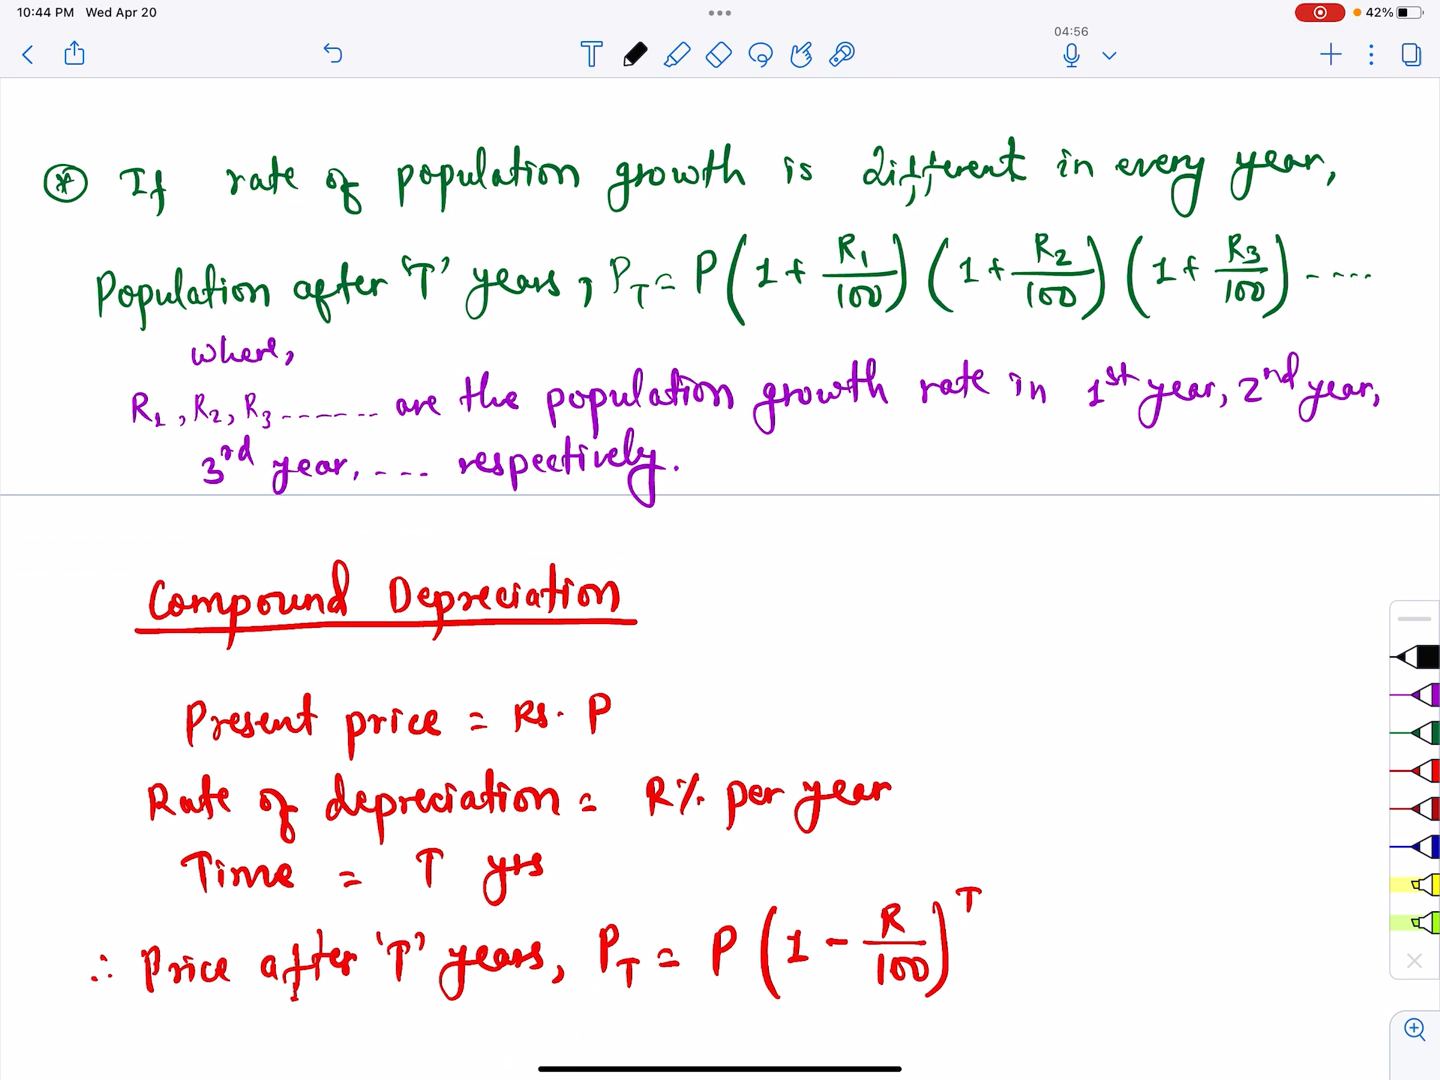 10:44 PM Wed Apr 20
42%
04:56
* If rate of population growth is different in every year,
Population after 'T' years, P_T = P(1 + R₁/100)(1 + R₂/100)(1 + R₃/100) - ----
where,
R₁, R₂, R₃ ------- are the population growth rate in 1st year, 2nd year,
3rd year, ---- respectively.
Compound Depreciation
Present price = Rs. P
Rate of depreciation = R% per year
Time = T yrs
∴ Price after 'T' years, P_T = P(1 - R/100)^T